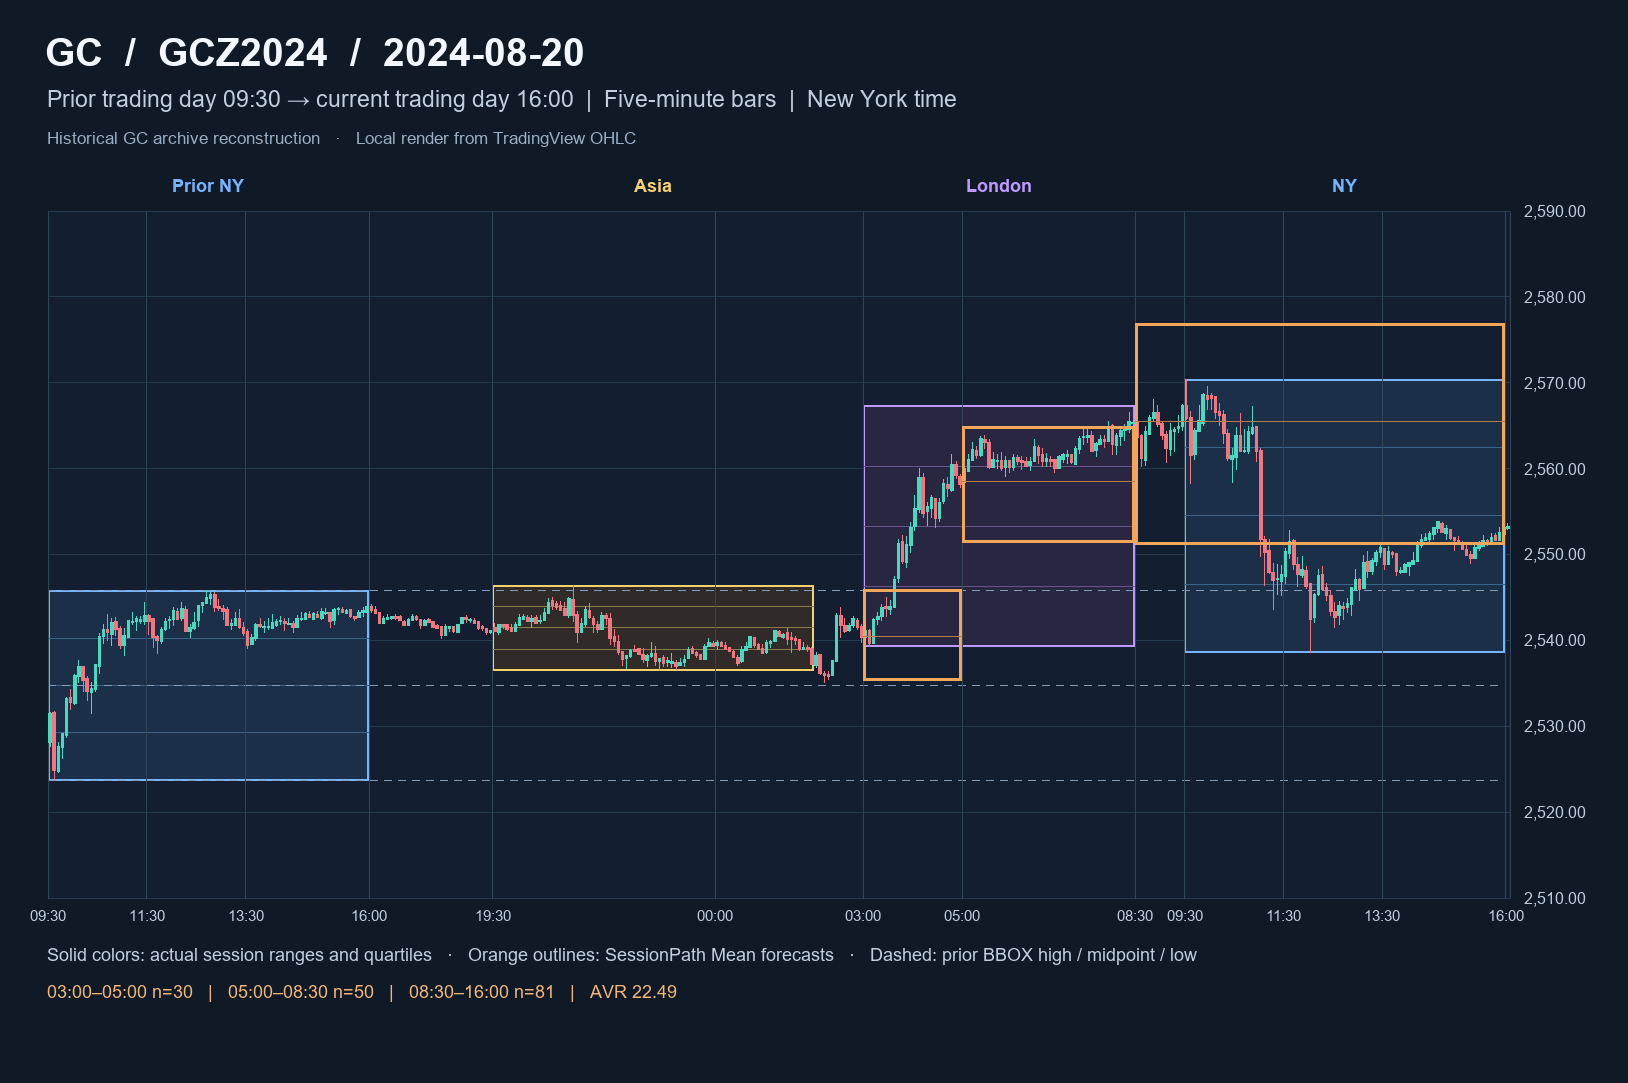 GC / GCZ2024 / 2024-08-20
Prior trading day 09:30 → current trading day 16:00 | Five-minute bars | New York time
Historical GC archive reconstruction · Local render from TradingView OHLC
Prior NY Asia London NY
2,590.00
2,580.00
2,570.00
2,560.00
2,550.00
2,540.00
2,530.00
2,520.00
2,510.00
09:30 11:30 13:30 16:00 19:30 00:00 03:00 05:00 08:30 09:30 11:30 13:30 16:00
Solid colors: actual session ranges and quartiles · Orange outlines: SessionPath Mean forecasts · Dashed: prior BBOX high / midpoint / low
03:00–05:00 n=30 | 05:00–08:30 n=50 | 08:30–16:00 n=81 | AVR 22.49